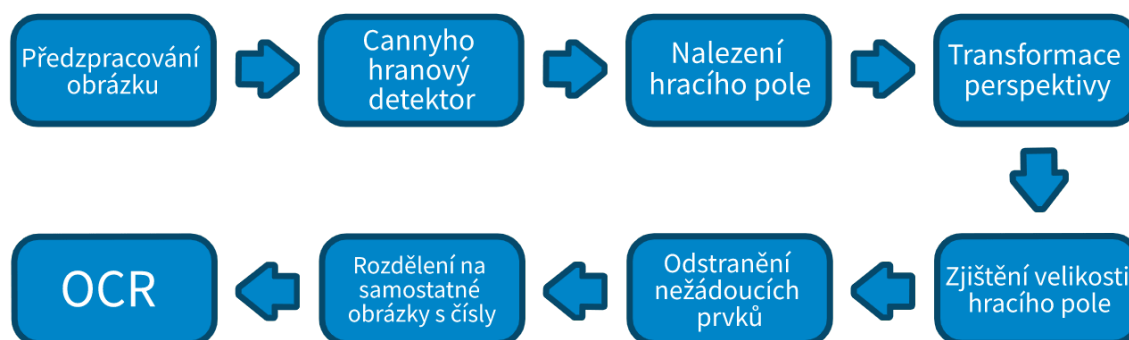 Předzpracování
obrázku
Cannyho
hranový
detektor
Nalezení
hracího pole
Transformace
perspektivy
Zjištění velikosti
hracího pole
Odstranění
nežádoucích
prvků
Rozdělení na
samostatné
obrázky s čísly
OCR